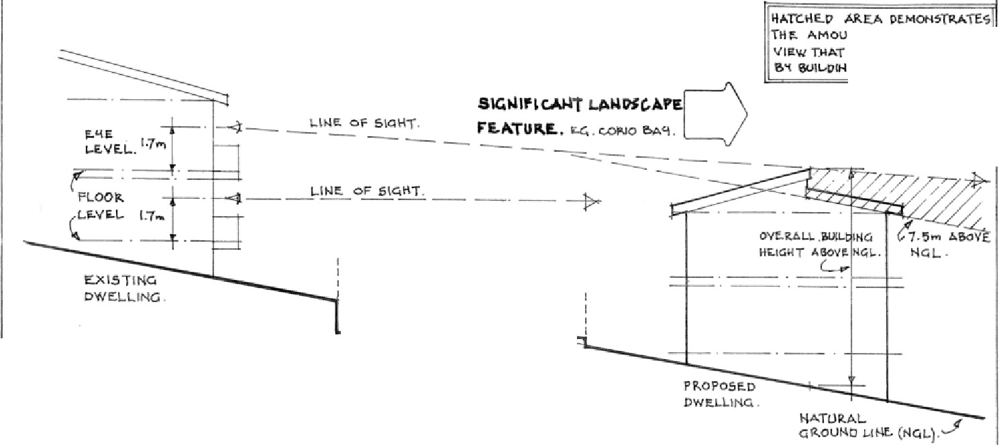 HATCHED AREA DEMONSTRATES
THE AMOU
VIEW THAT
BY BUILDIN
SIGNIFICANT LANDSCAPE
FEATURE. EG. CORIO BAY.
LINE OF SIGHT.
EYE
LEVEL. 1.7m
LINE OF SIGHT.
FLOOR
LEVEL 1.7m
OVERALL BUILDING
HEIGHT ABOVE NGL.
7.5m ABOVE
NGL.
EXISTING
DWELLING.
PROPOSED
DWELLING.
NATURAL
GROUND LINE (NGL).